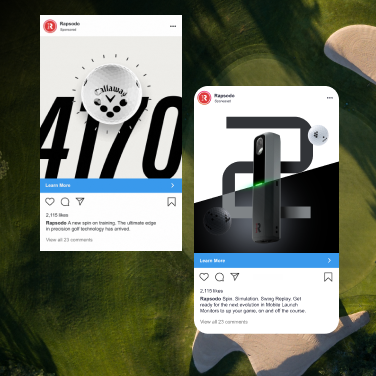 Rapsodo
Sponsored
Callaway
4170
Learn More
2,115 likes
Rapsodo A new spin on training. The ultimate edge
in precision golf technology has arrived.
View all 23 comments
Rapsodo
Sponsored
2
R
Learn More
2,115 likes
Rapsodo Spin. Simulation. Swing Replay. Get
ready for the next evolution in Mobile Launch
Monitors to up your game, on and off the course.
View all 23 comments